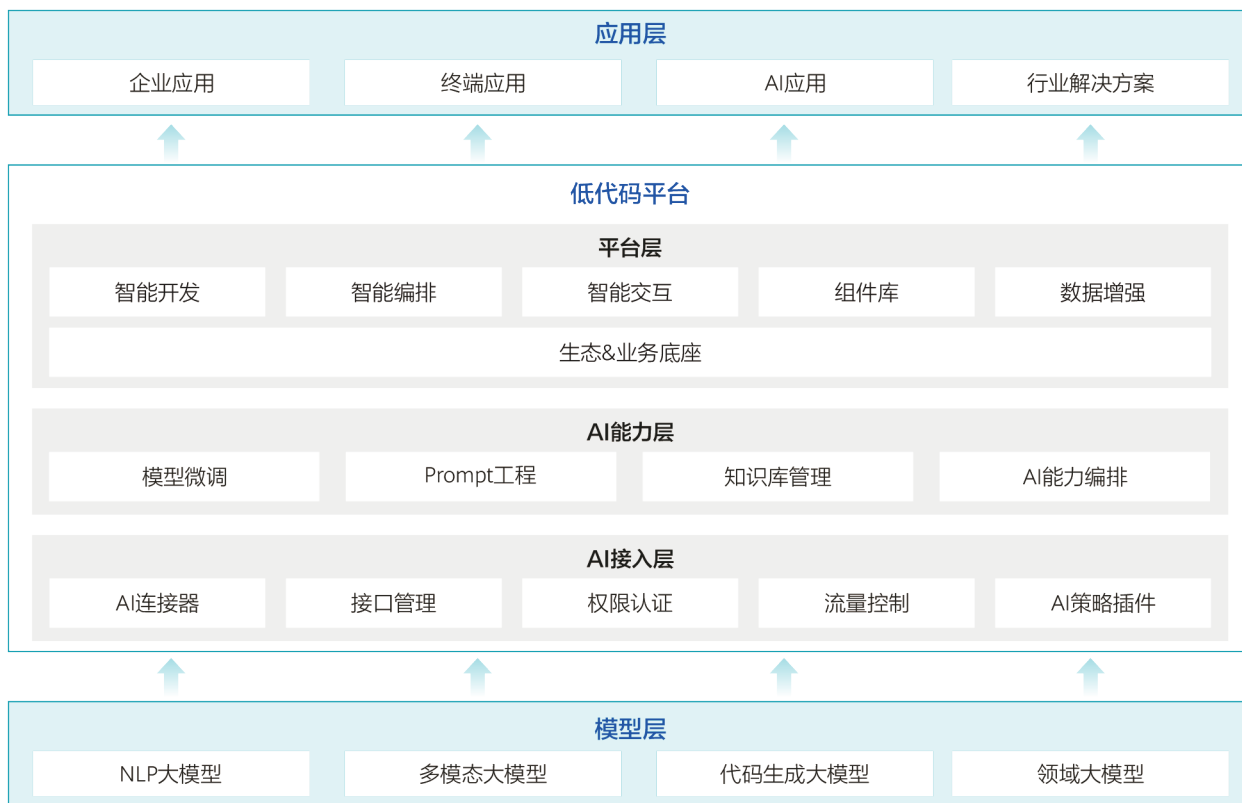 应用层
企业应用 终端应用 AI应用 行业解决方案
低代码平台
平台层
智能开发 智能编排 智能交互 组件库 数据增强
生态&业务底座
AI能力层
模型微调 Prompt工程 知识库管理 AI能力编排
AI接入层
AI连接器 接口管理 权限认证 流量控制 AI策略插件
模型层
NLP大模型 多模态大模型 代码生成大模型 领域大模型